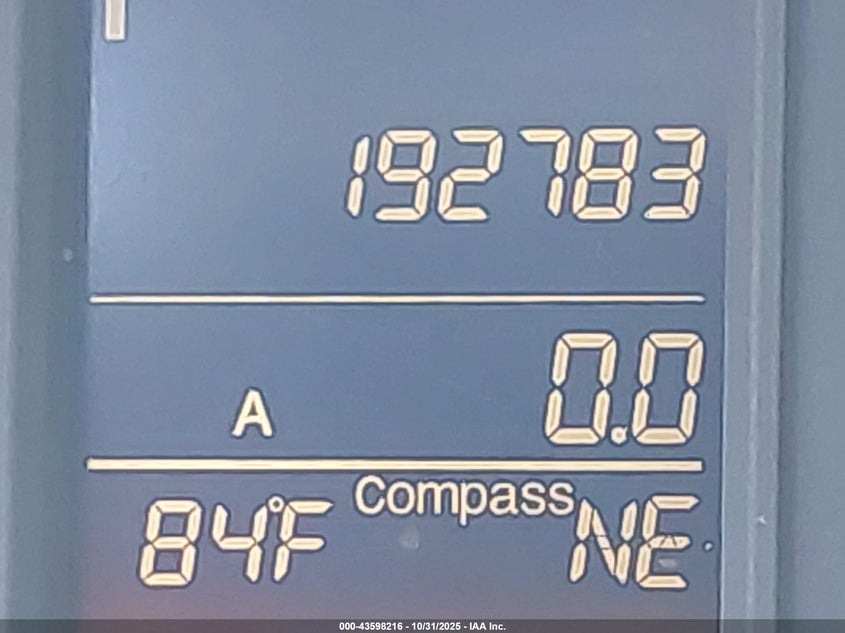 192783
A 0.0
Compass
84°F NE
000-43598216 - 10/31/2025 - IAA Inc.